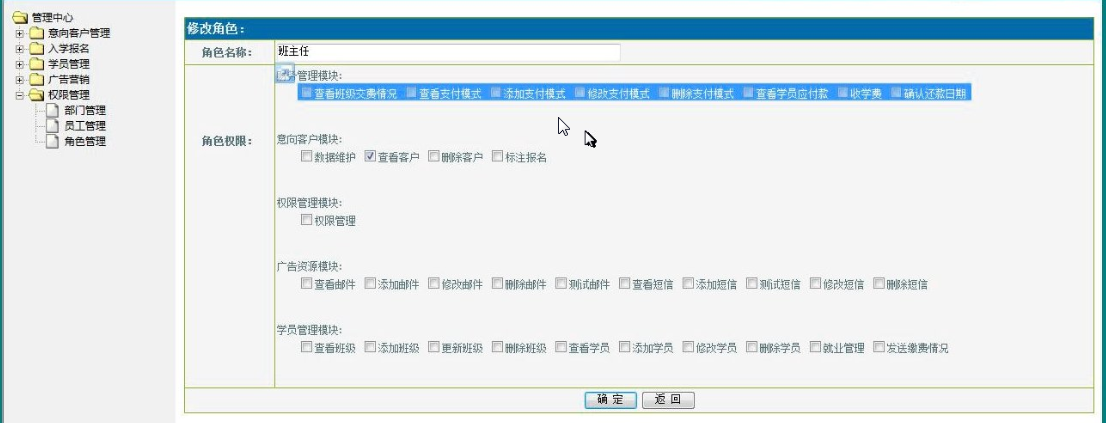 管理中心
意向客户管理
入学报名
学员管理
广告营销
权限管理
部门管理
员工管理
角色管理
修改角色：
角色名称： 班主任
角色权限：
管理模块:
查看班级交费情况 查看支付模式 添加支付模式 修改支付模式 删除支付模式 查看学员应付款 收学费 确认还款日期
意向客户模块:
数据维护 查看客户 删除客户 标注报名
权限管理模块:
权限管理
广告资源模块:
查看邮件 添加邮件 修改邮件 删除邮件 测试邮件 查看短信 添加短信 测试短信 修改短信 删除短信
学员管理模块:
查看班级 添加班级 更新班级 删除班级 查看学员 添加学员 修改学员 删除学员 就业管理 发送缴费情况
确 定 返 回